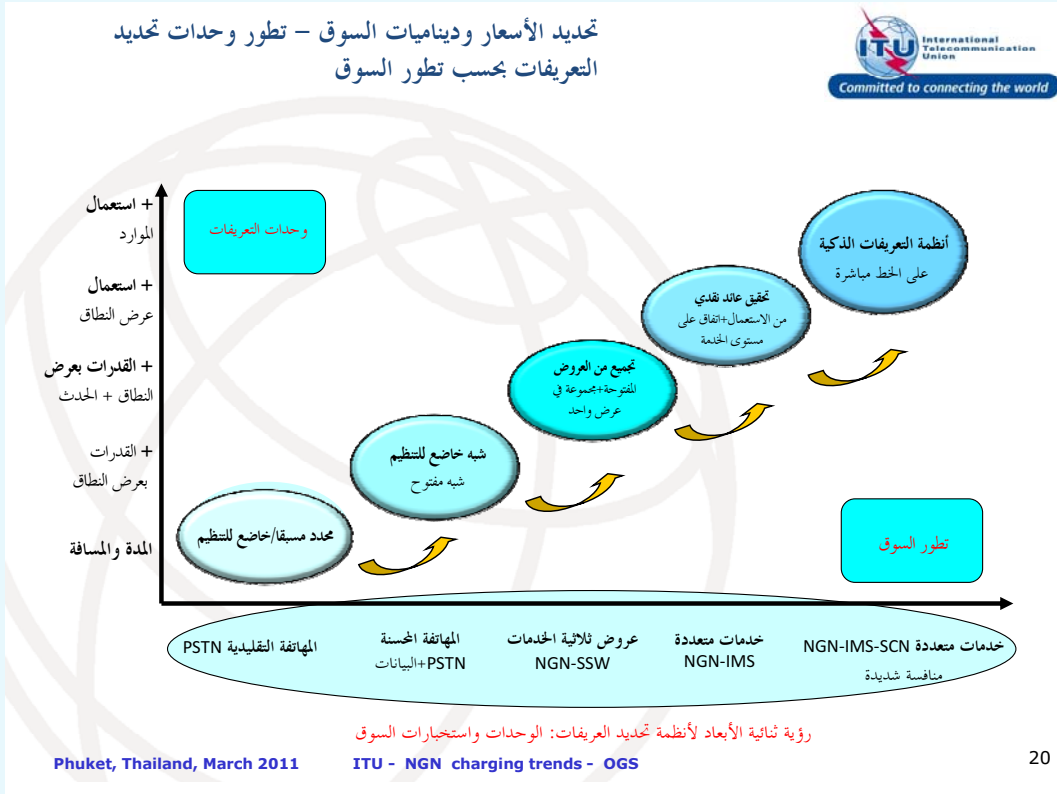 تحديد الأسعار وديناميات السوق – تطور وحدات تحديد
التعريفات بحسب تطور السوق
ITU
International
Telecommunication
Union
Committed to connecting the world
+ استعمال
الموارد
+ استعمال
عرض النطاق
+ القدرات بعرض
النطاق + الحدث
+ القدرات
بعرض النطاق
المدة والمسافة
وحدات التعريفات
أنظمة التعريفات الذكية
على الخط مباشرة
تحقيق عائد نقدي
من الاستعمال+اتفاق على
مستوى الخدمة
تجميع من العروض
المفتوحة+مجموعة في
عرض واحد
شبه خاضع للتنظيم
شبه مفتوح
محدد مسبقا/خاضع للتنظيم
تطور السوق
المهاتفة التقليدية PSTN
المهاتفة المحسنة
PSTN+البيانات
عروض ثلاثية الخدمات
NGN-SSW
خدمات متعددة
NGN-IMS
خدمات متعددة NGN-IMS-SCN
منافسة شديدة
رؤية ثنائية الأبعاد لأنظمة تحديد العريفات: الوحدات واستخبارات السوق
Phuket, Thailand, March 2011
ITU - NGN charging trends - OGS
20